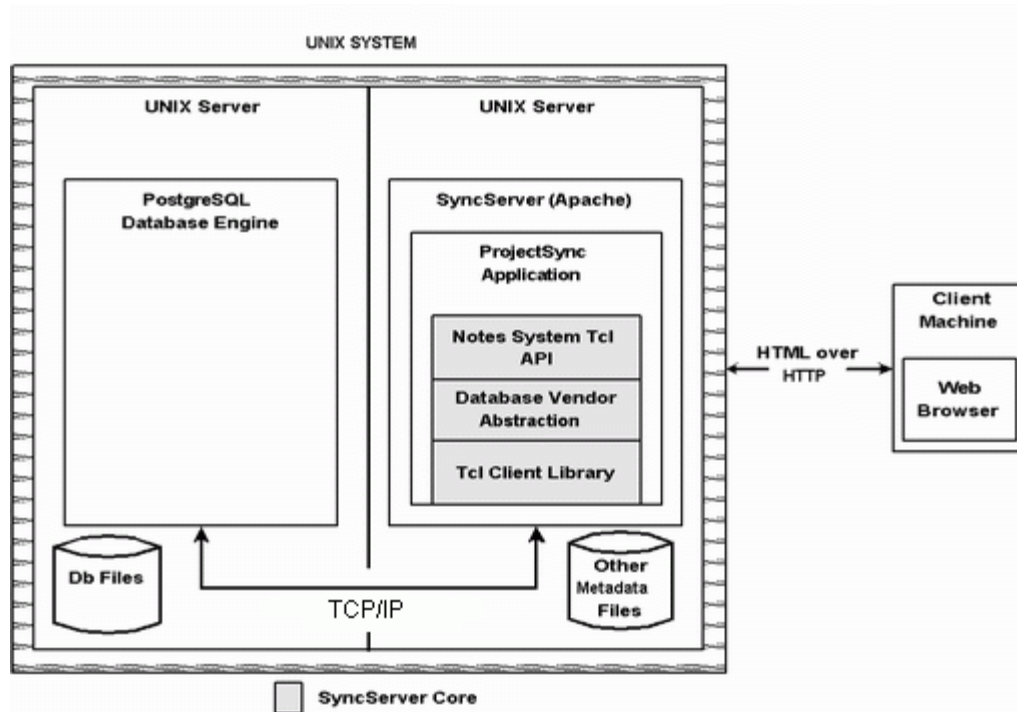 UNIX SYSTEM
UNIX Server
PostgreSQL
Database Engine
Db Files
UNIX Server
SyncServer (Apache)
ProjectSync
Application
Notes System Tcl
API
Database Vendor
Abstraction
Tcl Client Library
Other
Metadada
Files
TCP/IP
HTML over
HTTP
Client
Machine
Web
Browser
SyncServer Core